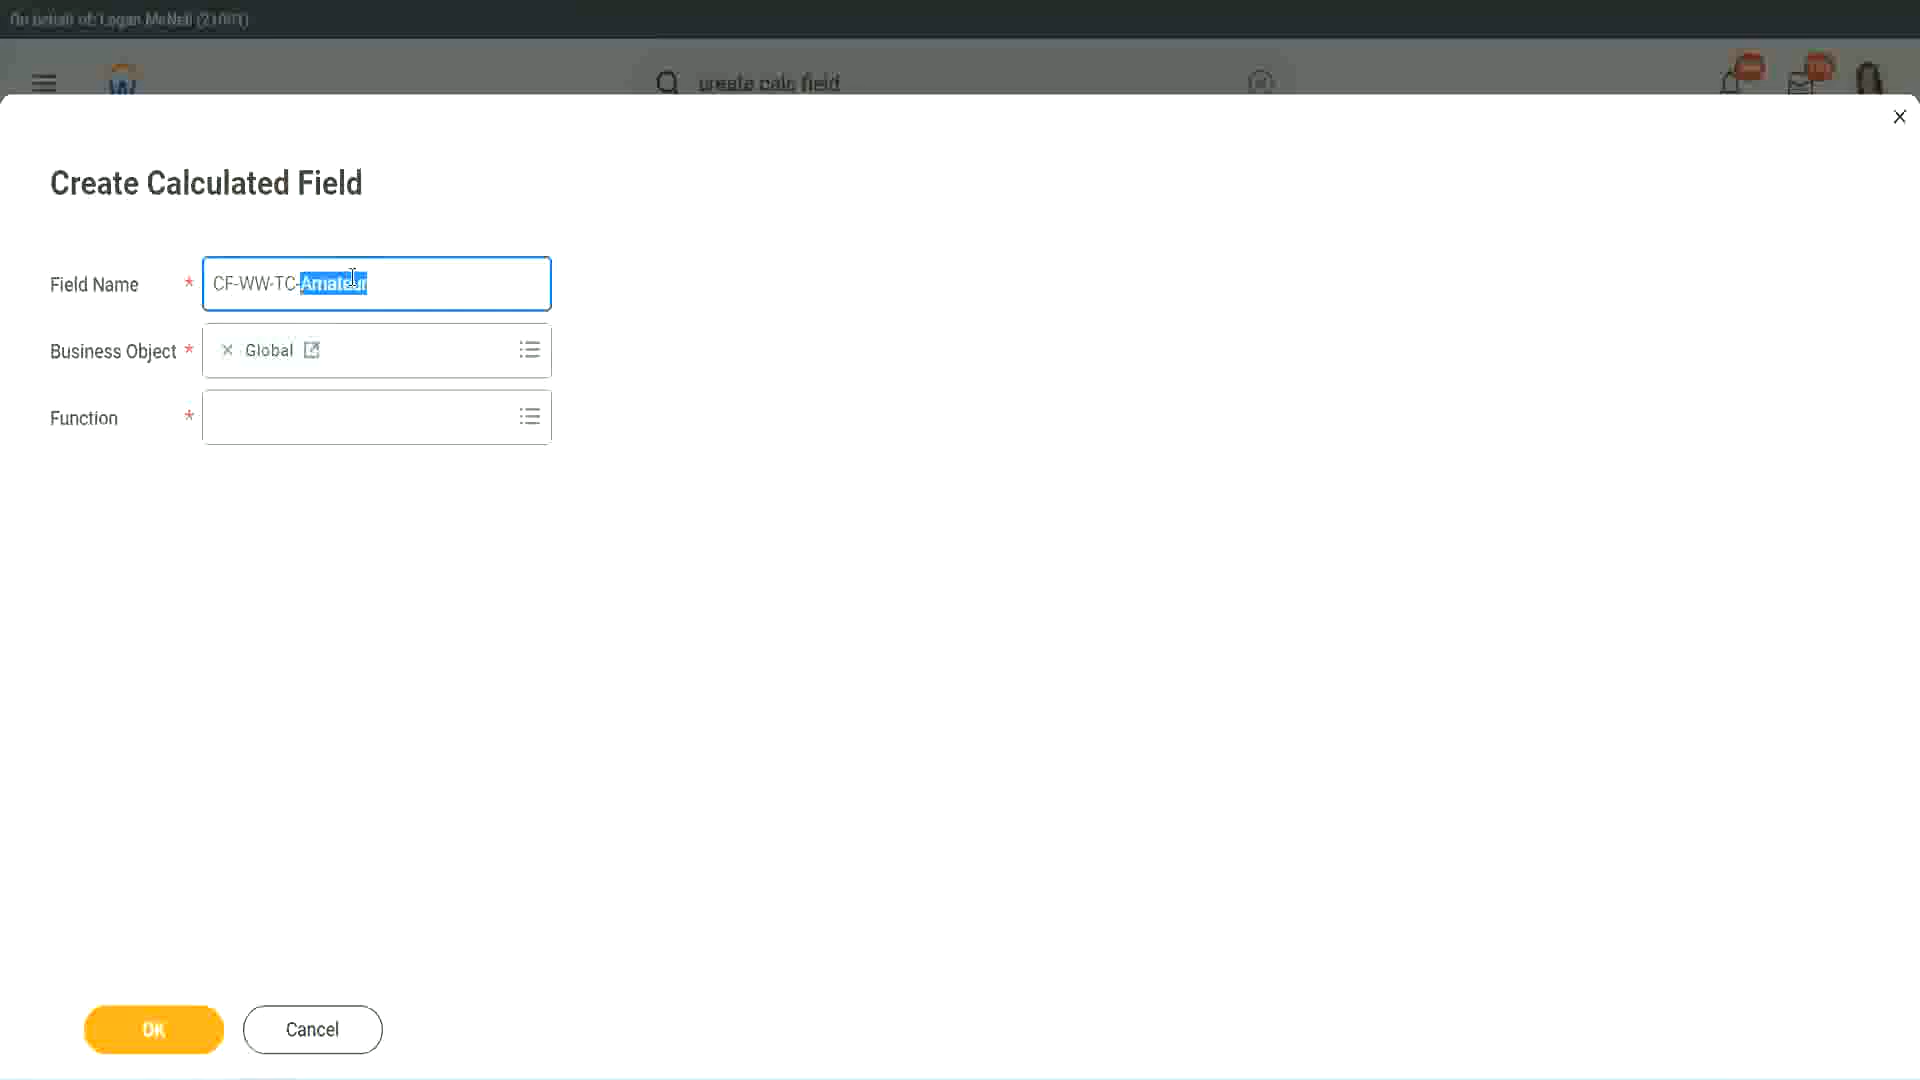 On behalf of: Logan McNeil (21001)
create calc field
Create Calculated Field
Field Name *
CF-WW-TC-Amateur
Business Object *
Global
Function *
OK
Cancel